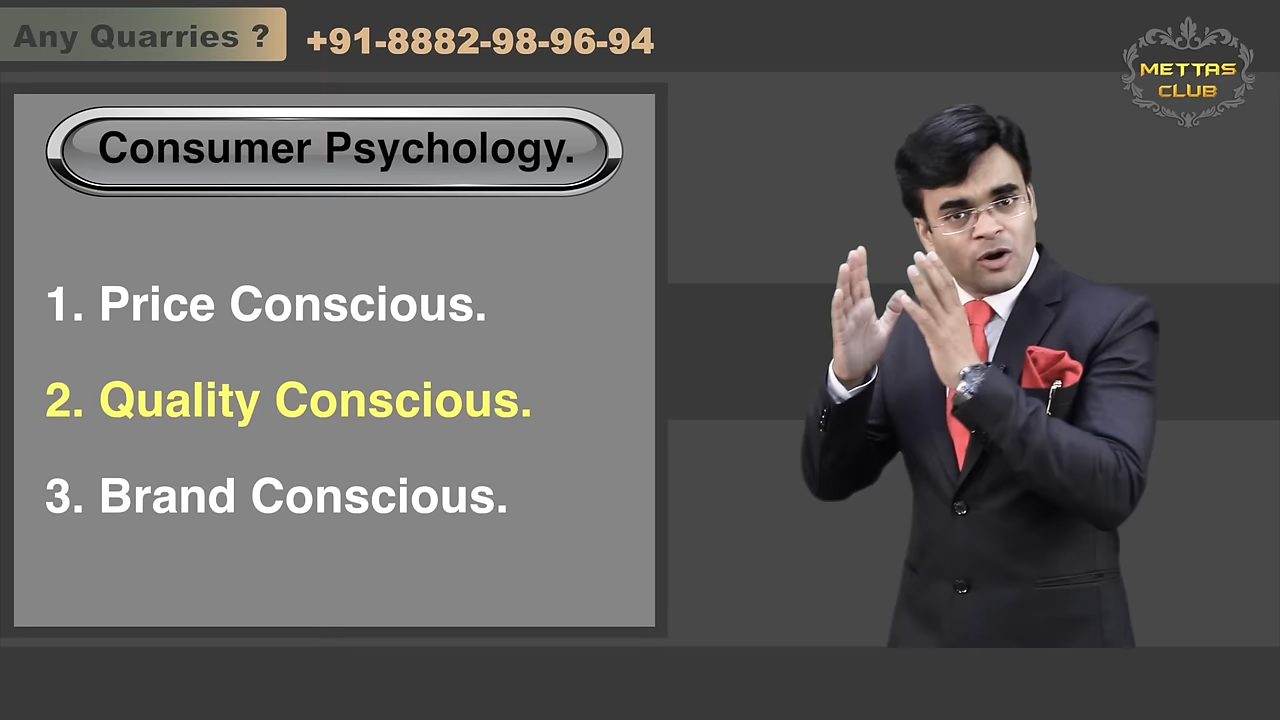 Any Quarries ?
+91-8882-98-96-94
METTAS
CLUB
Consumer Psychology.
1. Price Conscious.
2. Quality Conscious.
3. Brand Conscious.